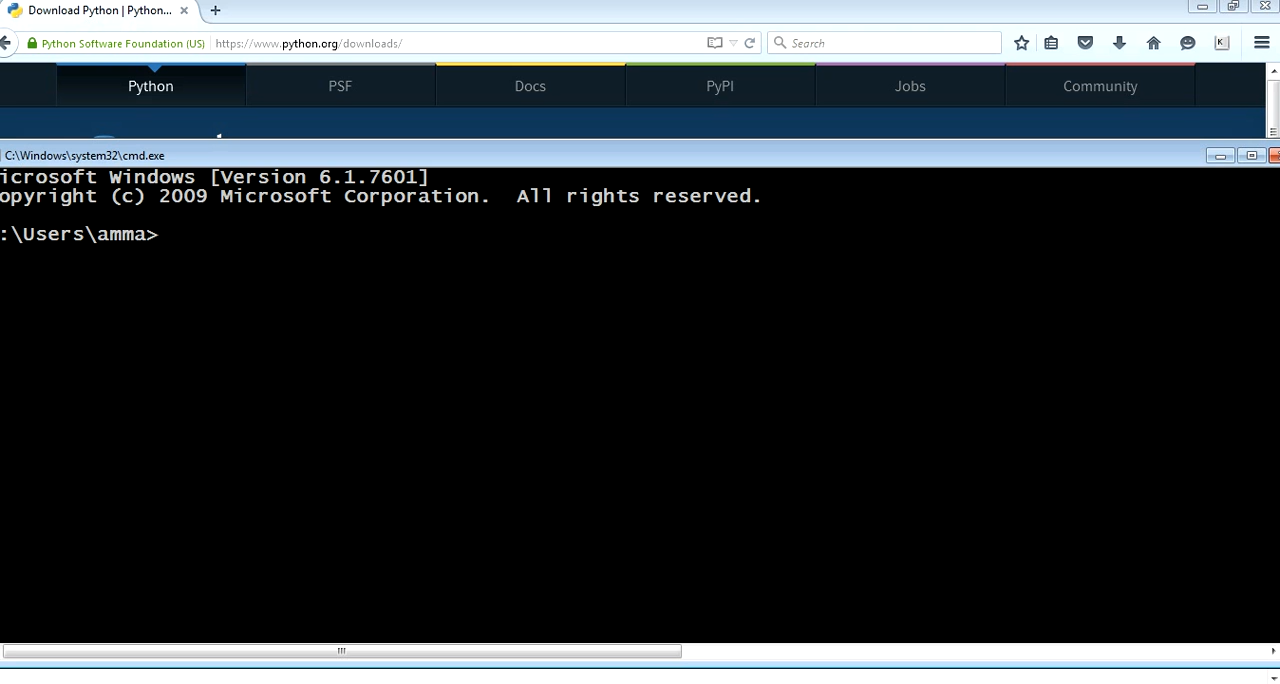 Download Python | Python...
Python Software Foundation (US)
https://www.python.org/downloads/
Search
Python
PSF
Docs
PyPI
Jobs
Community
C:\Windows\system32\cmd.exe
icrosoft Windows [Version 6.1.7601]
opyright (c) 2009 Microsoft Corporation.  All rights reserved.
:\Users\amma>